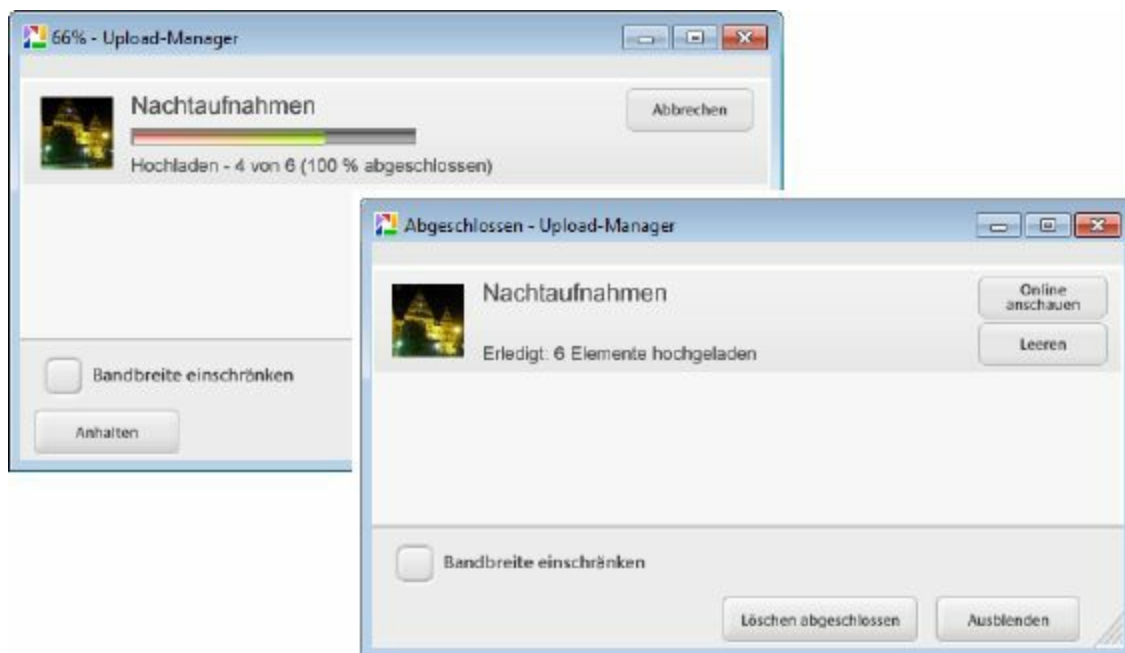 66% - Upload-Manager
Nachtaufnahmen
Abbrechen
Hochladen - 4 von 6 (100 % abgeschlossen)
Bandbreite einschränken
Anhalten
Abgeschlossen - Upload-Manager
Nachtaufnahmen
Online
anschauen
Erledigt: 6 Elemente hochgeladen
Leeren
Bandbreite einschränken
Löschen abgeschlossen
Ausblenden